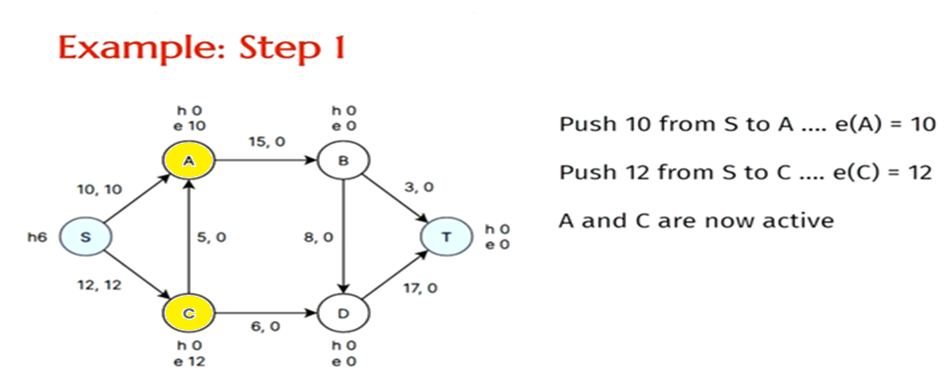 Example: Step 1
h 0
e 10
h 0
e 0
15, 0
A
B
Push 10 from S to A .... e(A) = 10
Push 12 from S to C .... e(C) = 12
A and C are now active
10, 10
3, 0
h6
S
5, 0
8, 0
T
h 0
e 0
12, 12
17, 0
C
D
6, 0
h 0
e 12
h 0
e 0